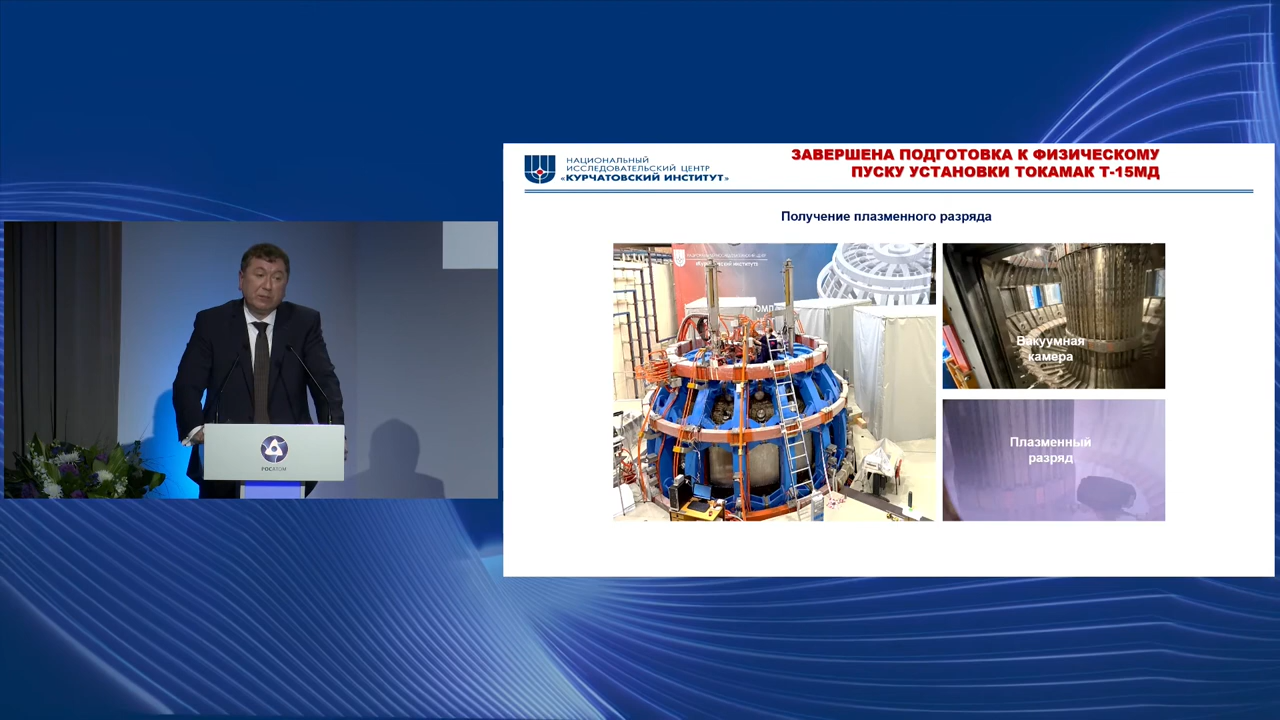 НАЦИОНАЛЬНЫЙ
ИССЛЕДОВАТЕЛЬСКИЙ ЦЕНТР
«КУРЧАТОВСКИЙ ИНСТИТУТ»
ЗАВЕРШЕНА ПОДГОТОВКА К ФИЗИЧЕСКОМУ
ПУСКУ УСТАНОВКИ ТОКАМАК Т-15МД
Получение плазменного разряда
Вакуумная
камера
Плазменный
разряд
РОСАТОМ